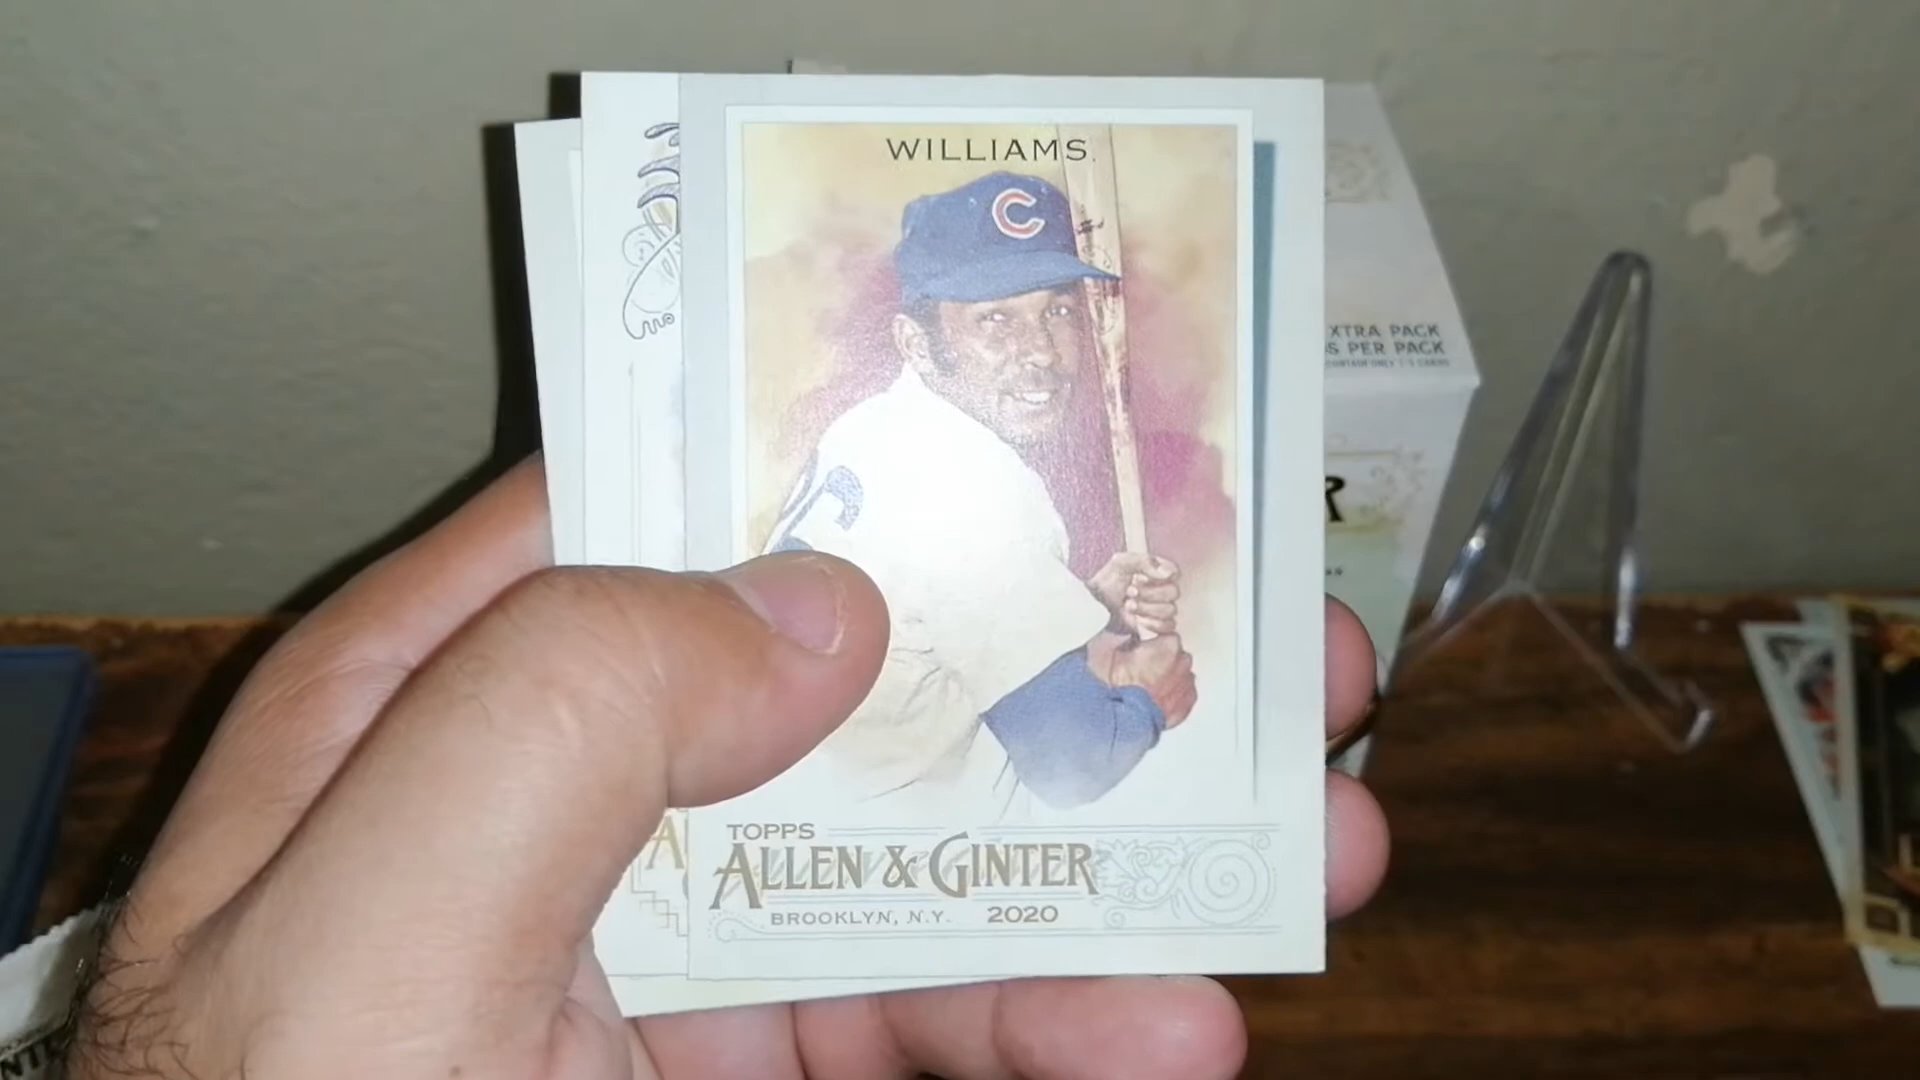 WILLIAMS.
C
XTRA PACK
S PER PACK
R
TOPPS
ALLEN & GINTER
BROOKLYN, N.Y. 2020
A